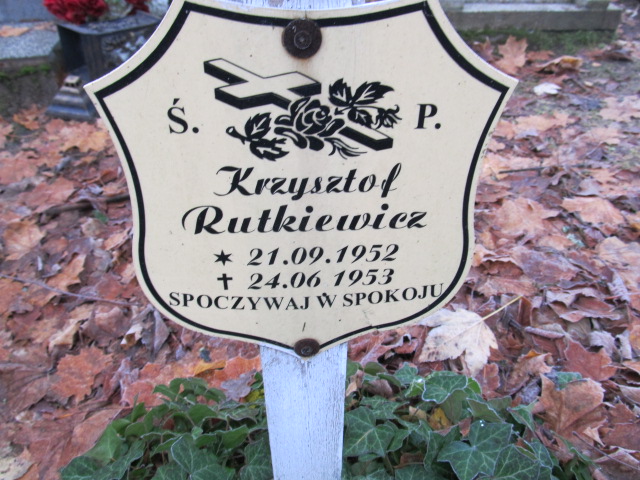 Ś. P.
Krzysztof
Rutkiewicz
* 21.09.1952
✝ 24.06 1953
SPOCZYWAJ W SPOKOJU